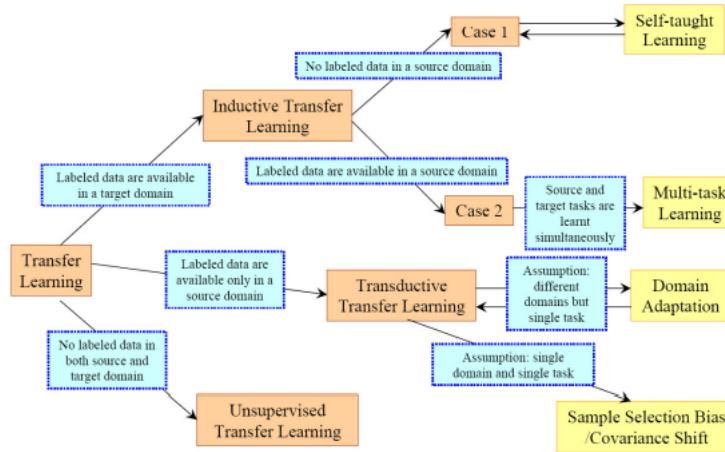 Case 1
Self-taught
Learning
No labeled data in a source domain
Inductive Transfer
Learning
Labeled data are available
in a target domain
Labeled data are available in a source domain
Case 2
Source and
target tasks are
learnt
simultaneously
Multi-task
Learning
Transfer
Learning
Labeled data are
available only in a
source domain
Transductive
Transfer Learning
Assumption:
different
domains but
single task
Domain
Adaptation
No labeled data in
both source and
target domain
Assumption: single
domain and single task
Unsupervised
Transfer Learning
Sample Selection Bias
/Covariance Shift